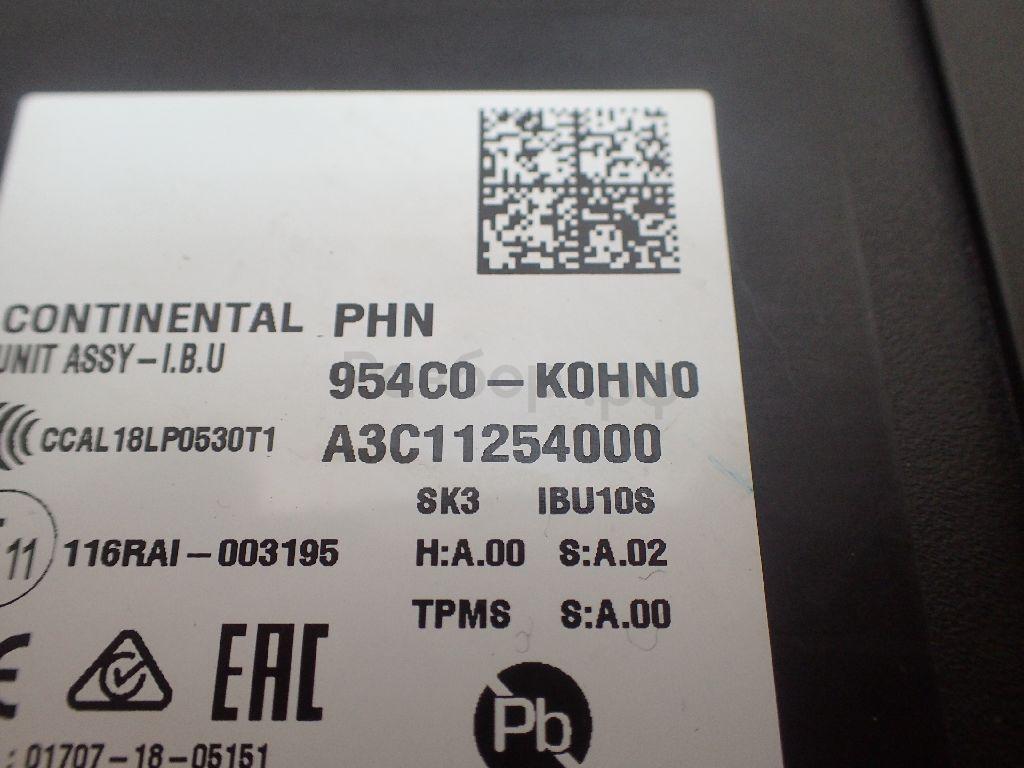 CONTINENTAL PHN
UNIT ASSY-I.B.U
954C0-K0HN0
CCAL18LP0530T1 A3C11254000
SK3 IBU10S
11 116RAI-003195 H:A.00 S:A.02
TPMS S:A.00
EAC
Pb
: 01707-18-05151